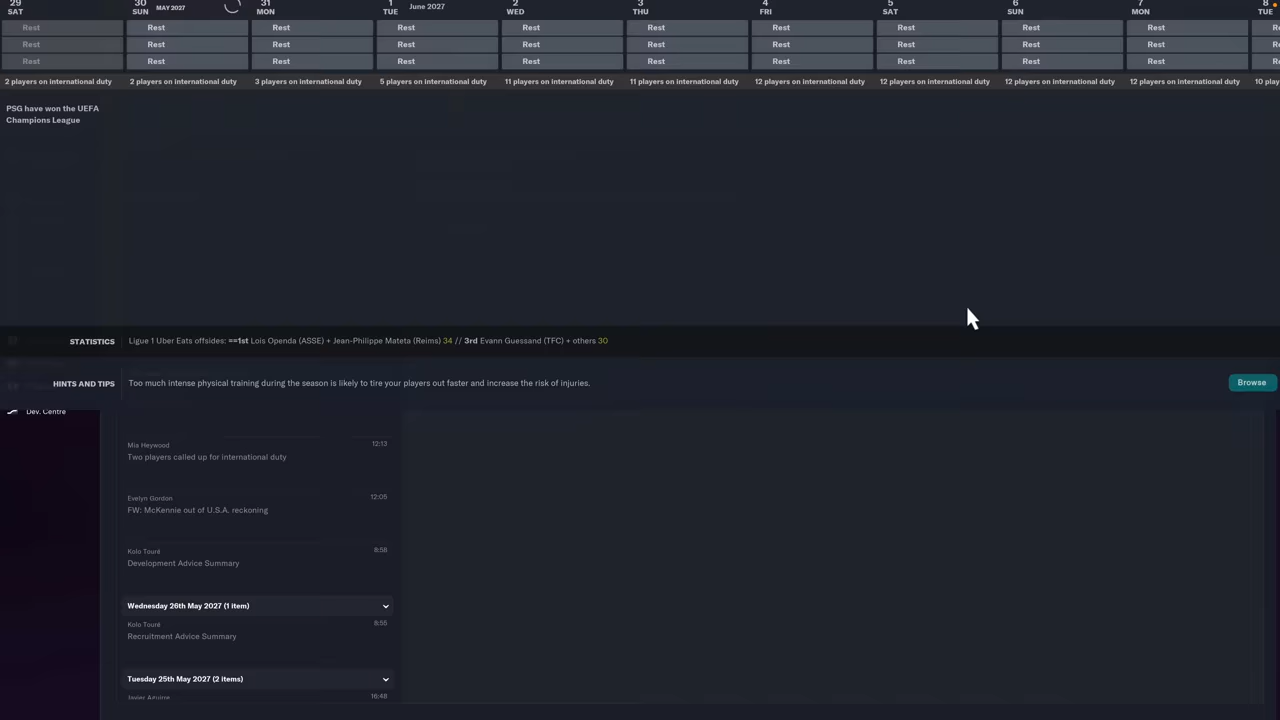 29
SAT
30
SUN
MAY 2027
31
MON
1
TUE
June 2027
2
WED
3
THU
4
FRI
5
SAT
6
SUN
7
MON
8
TUE
Rest Rest Rest Rest Rest Rest Rest Rest Rest Rest Re
Rest Rest Rest Rest Rest Rest Rest Rest Rest Rest Re
Rest Rest Rest Rest Rest Rest Rest Rest Rest Rest Re
2 players on international duty
2 players on international duty
3 players on international duty
5 players on international duty
11 players on international duty
11 players on international duty
12 players on international duty
12 players on international duty
12 players on international duty
12 players on international duty
10 play
PSG have won the UEFA
Champions League
STATISTICS
Ligue 1 Uber Eats offsides: ==1st Lois Openda (ASSE) + Jean-Philippe Mateta (Reims) 34 // 3rd Evann Guessand (TFC) + others 30
HINTS AND TIPS
Too much intense physical training during the season is likely to tire your players out faster and increase the risk of injuries.
Browse
Dev. Centre
Mia Heywood 12:13
Two players called up for international duty
Evelyn Gordon 12:05
FW: McKennie out of U.S.A. reckoning
Kolo Touré 8:58
Development Advice Summary
Wednesday 26th May 2027 (1 item)
Kolo Touré 8:55
Recruitment Advice Summary
Tuesday 25th May 2027 (2 items)
Javier Aguirre 16:48